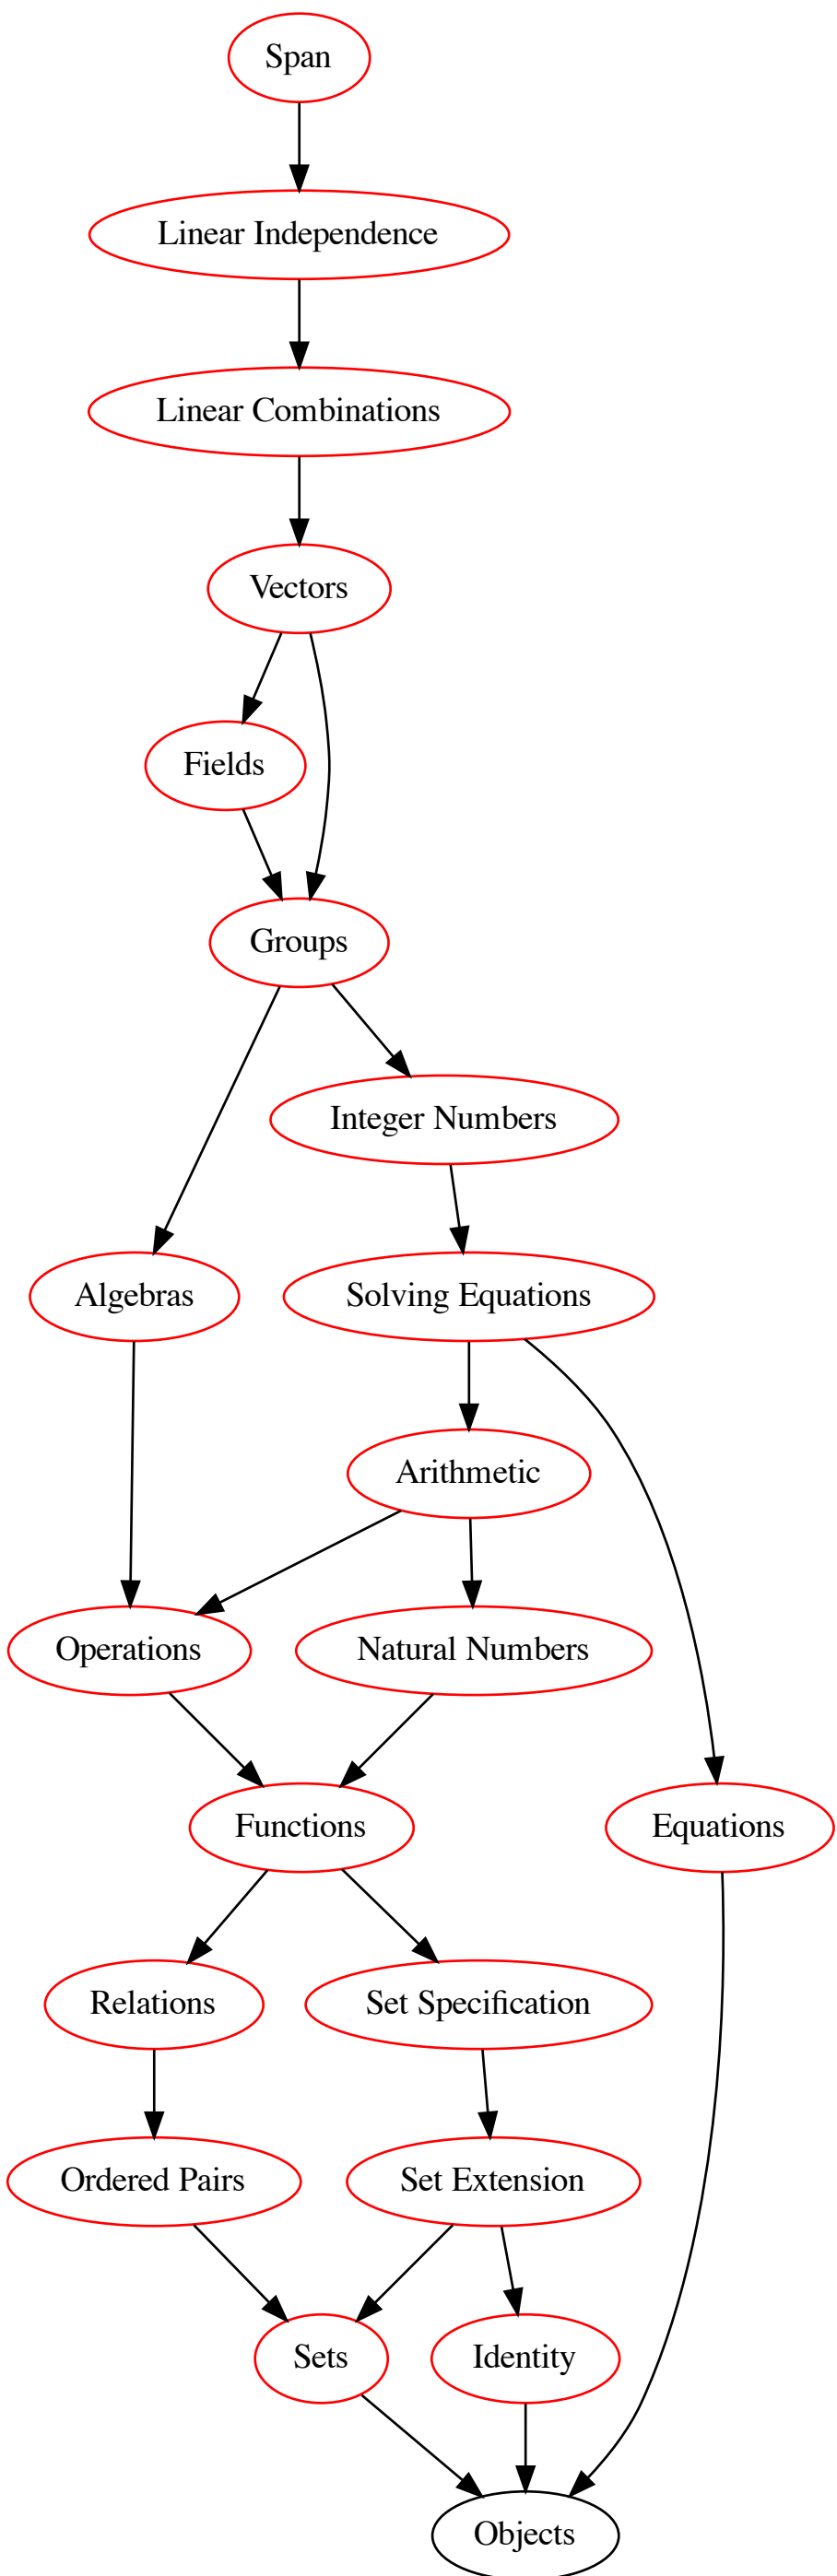 Span
Linear Independence
Linear Combinations
Vectors
Fields
Groups
Integer Numbers
Algebras
Solving Equations
Arithmetic
Operations
Natural Numbers
Functions
Equations
Relations
Set Specification
Ordered Pairs
Set Extension
Sets
Identity
Objects